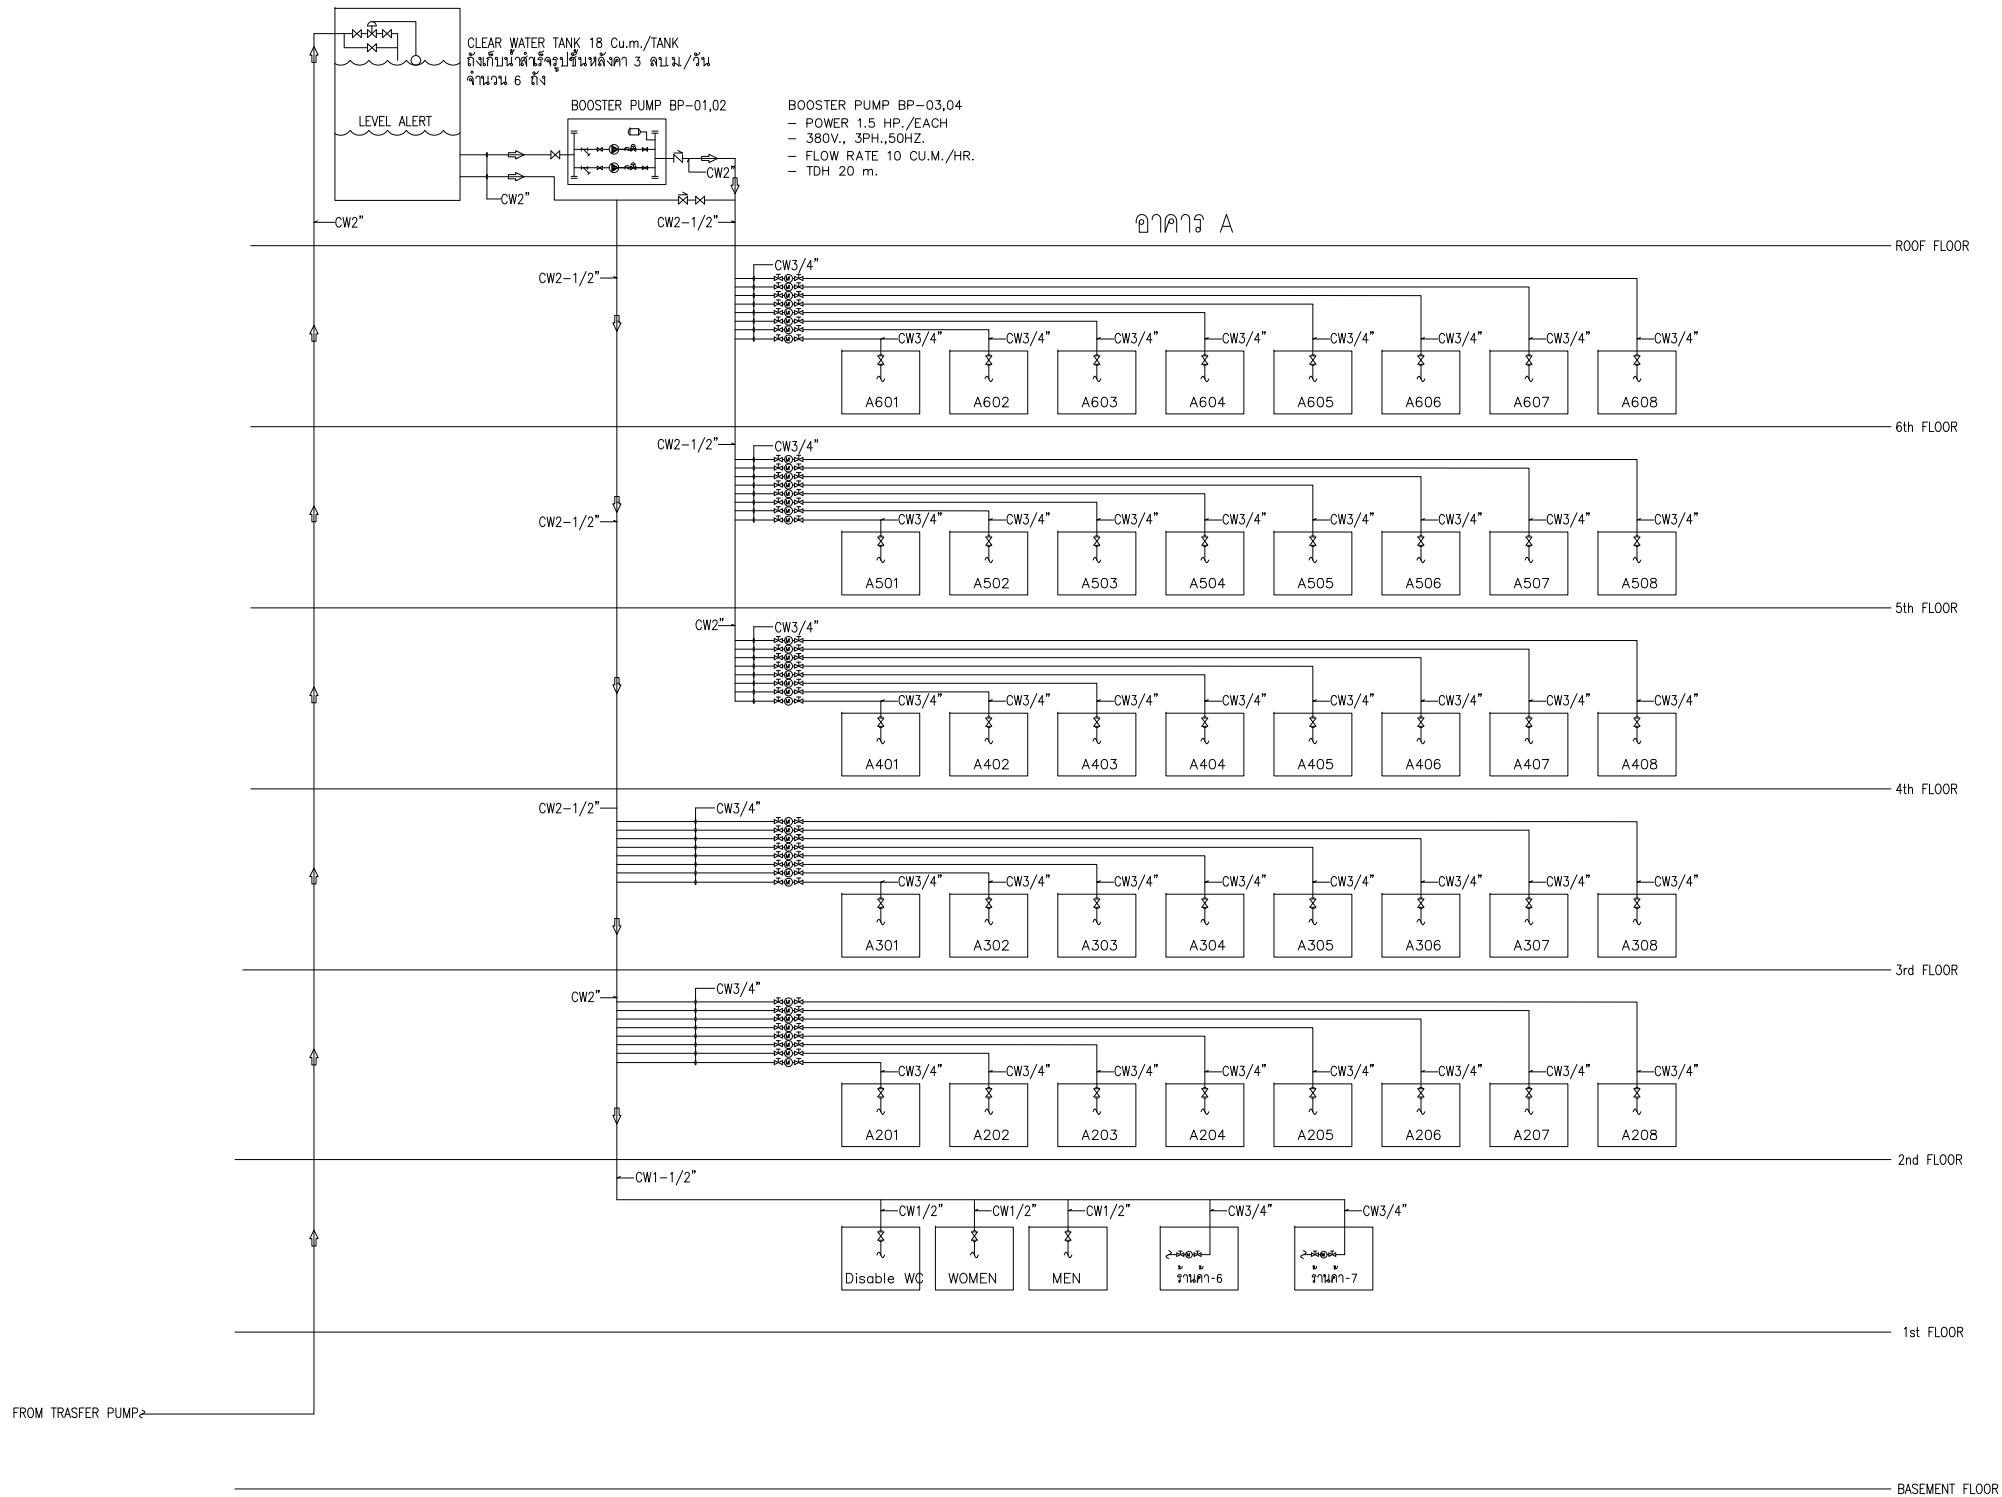 CLEAR WATER TANK 18 Cu.m./TANK
ถังเก็บน้ำสำเร็จรูปชั้นหลังคา 3 ลบ.ม./วัน
จำนวน 6 ถัง
LEVEL ALERT
BOOSTER PUMP BP-01,02
BOOSTER PUMP BP-03,04
- POWER 1.5 HP./EACH
- 380V., 3PH.,50HZ.
- FLOW RATE 10 CU.M./HR.
- TDH 20 m.
CW2"
CW2"
CW2"
CW2-1/2"
อาคาร A
ROOF FLOOR
CW3/4"
CW2-1/2"
CW3/4" CW3/4" CW3/4" CW3/4" CW3/4" CW3/4" CW3/4" CW3/4"
A601 A602 A603 A604 A605 A606 A607 A608
6th FLOOR
CW2-1/2"
CW3/4"
CW2-1/2"
CW3/4" CW3/4" CW3/4" CW3/4" CW3/4" CW3/4" CW3/4" CW3/4"
A501 A502 A503 A504 A505 A506 A507 A508
5th FLOOR
CW2"
CW3/4"
CW3/4" CW3/4" CW3/4" CW3/4" CW3/4" CW3/4" CW3/4" CW3/4"
A401 A402 A403 A404 A405 A406 A407 A408
4th FLOOR
CW2-1/2"
CW3/4"
CW3/4" CW3/4" CW3/4" CW3/4" CW3/4" CW3/4" CW3/4" CW3/4"
A301 A302 A303 A304 A305 A306 A307 A308
3rd FLOOR
CW2"
CW3/4"
CW3/4" CW3/4" CW3/4" CW3/4" CW3/4" CW3/4" CW3/4" CW3/4"
A201 A202 A203 A204 A205 A206 A207 A208
2nd FLOOR
CW1-1/2"
CW1/2" CW1/2" CW1/2" CW3/4" CW3/4"
Disable WC WOMEN MEN ร้านค้า-6 ร้านค้า-7
1st FLOOR
FROM TRASFER PUMP
BASEMENT FLOOR